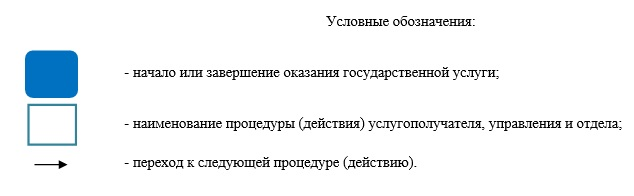 Условные обозначения:
- начало или завершение оказания государственной услуги;
- наименование процедуры (действия) услугополучателя, управления и отдела;
- переход к следующей процедуре (действию).